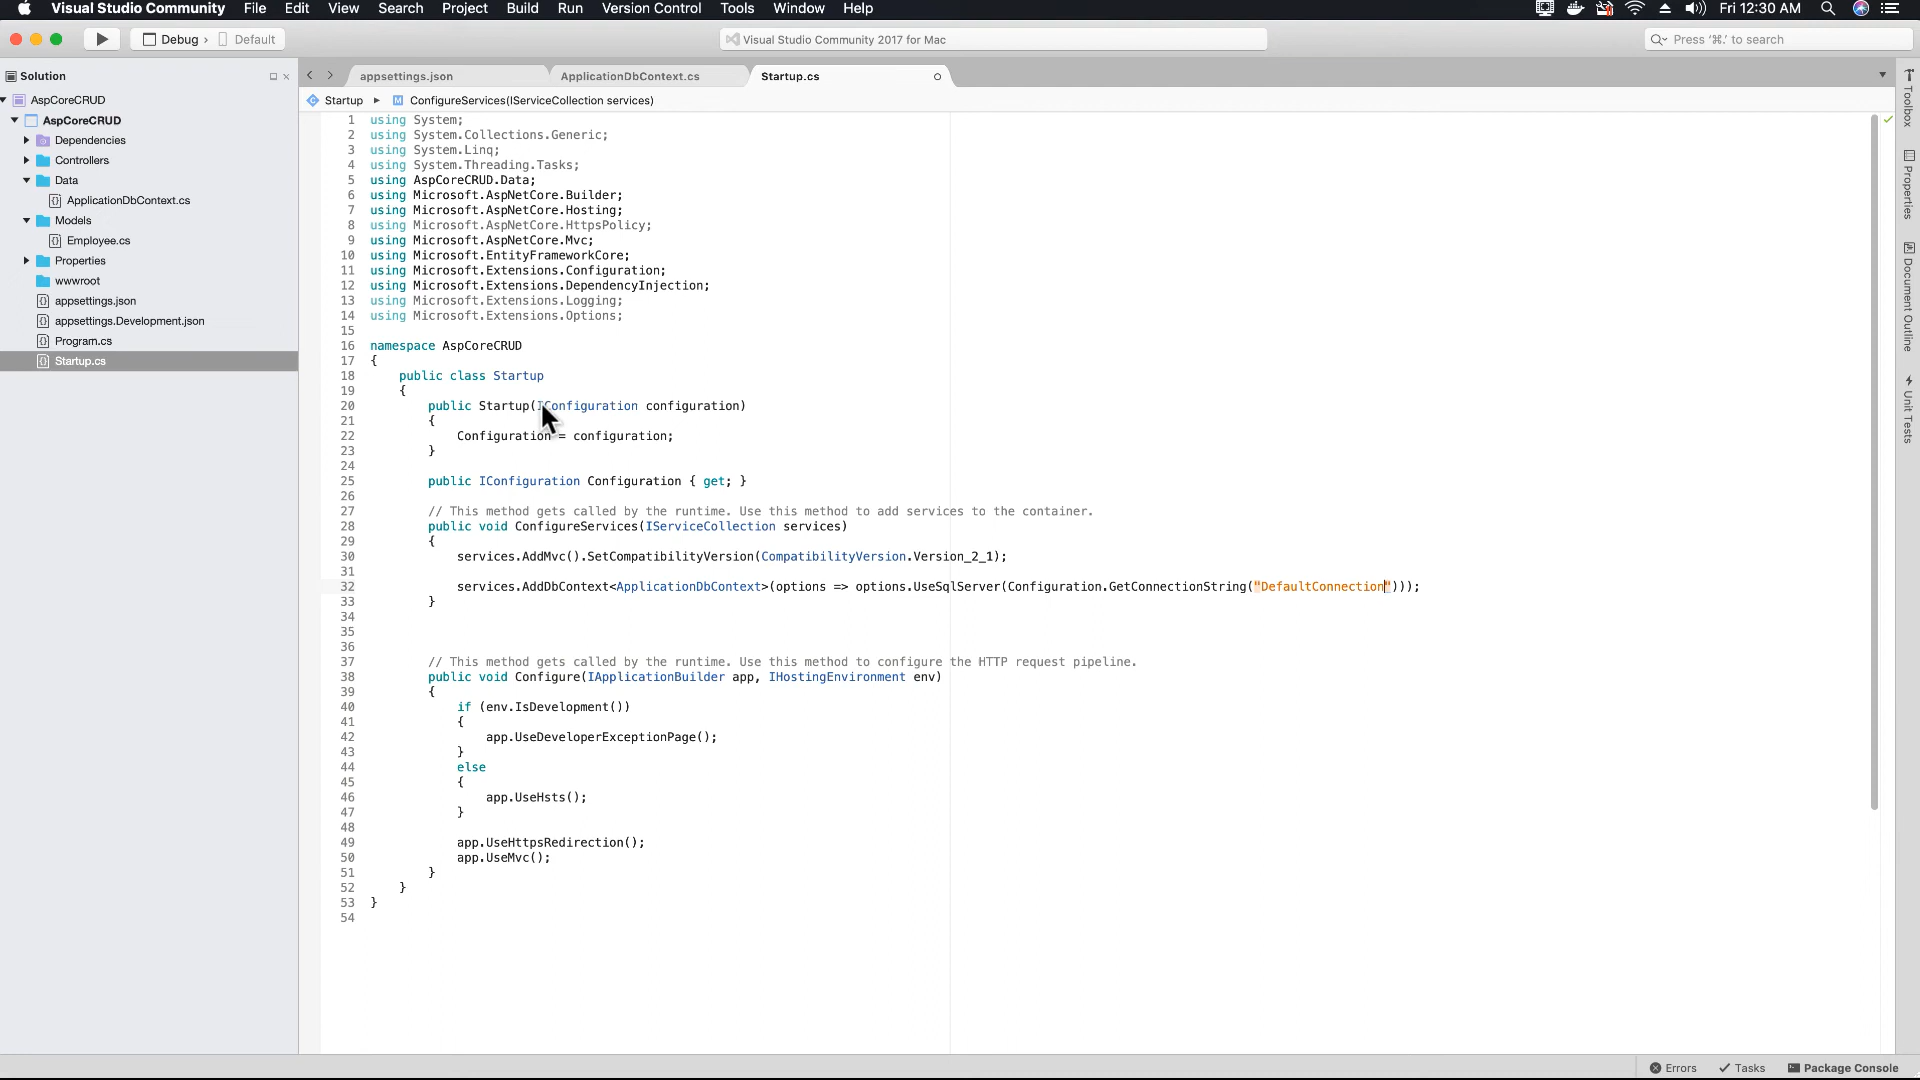 Visual Studio Community File Edit View Search Project Build Run Version Control Tools Window Help Fri 12:30 AM
Debug › Default Visual Studio Community 2017 for Mac Press ‘⌘.’ to search
Solution
AspCoreCRUD
AspCoreCRUD
Dependencies
Controllers
Data
ApplicationDbContext.cs
Models
Employee.cs
Properties
wwwroot
appsettings.json
appsettings.Development.json
Program.cs
Startup.cs
appsettings.json ApplicationDbContext.cs Startup.cs
Startup ConfigureServices(IServiceCollection services)
1 using System;
2 using System.Collections.Generic;
3 using System.Linq;
4 using System.Threading.Tasks;
5 using AspCoreCRUD.Data;
6 using Microsoft.AspNetCore.Builder;
7 using Microsoft.AspNetCore.Hosting;
8 using Microsoft.AspNetCore.HttpsPolicy;
9 using Microsoft.AspNetCore.Mvc;
10 using Microsoft.EntityFrameworkCore;
11 using Microsoft.Extensions.Configuration;
12 using Microsoft.Extensions.DependencyInjection;
13 using Microsoft.Extensions.Logging;
14 using Microsoft.Extensions.Options;
15
16 namespace AspCoreCRUD
17 {
18 public class Startup
19 {
20 public Startup(IConfiguration configuration)
21 {
22 Configuration = configuration;
23 }
24
25 public IConfiguration Configuration { get; }
26
27 // This method gets called by the runtime. Use this method to add services to the container.
28 public void ConfigureServices(IServiceCollection services)
29 {
30 services.AddMvc().SetCompatibilityVersion(CompatibilityVersion.Version_2_1);
31
32 services.AddDbContext<ApplicationDbContext>(options => options.UseSqlServer(Configuration.GetConnectionString("DefaultConnection")));
33 }
34
35
36
37 // This method gets called by the runtime. Use this method to configure the HTTP request pipeline.
38 public void Configure(IApplicationBuilder app, IHostingEnvironment env)
39 {
40 if (env.IsDevelopment())
41 {
42 app.UseDeveloperExceptionPage();
43 }
44 else
45 {
46 app.UseHsts();
47 }
48
49 app.UseHttpsRedirection();
50 app.UseMvc();
51 }
52 }
53 }
54
Toolbox
Properties
Document Outline
Unit Tests
Errors Tasks Package Console